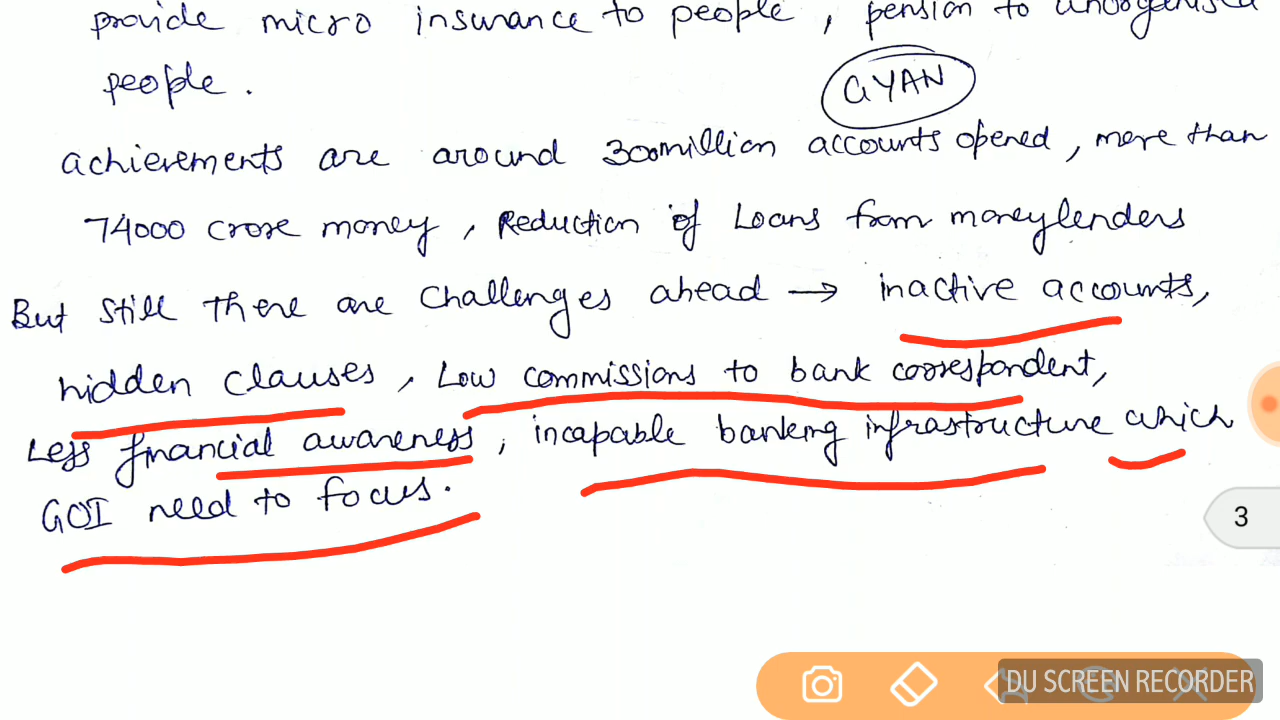 provide micro insurance to people, pension to unorganised
people.
GYAN
achievements are around 300million accounts opened, more than
74000 crore money, Reduction of Loans from moneylenders
But still there are challenges ahead → inactive accounts,
hidden clauses, Low commissions to bank correspondent,
Less financial awareness, incapable banking infrastructure which
GOI need to focus.
3
DU SCREEN RECORDER